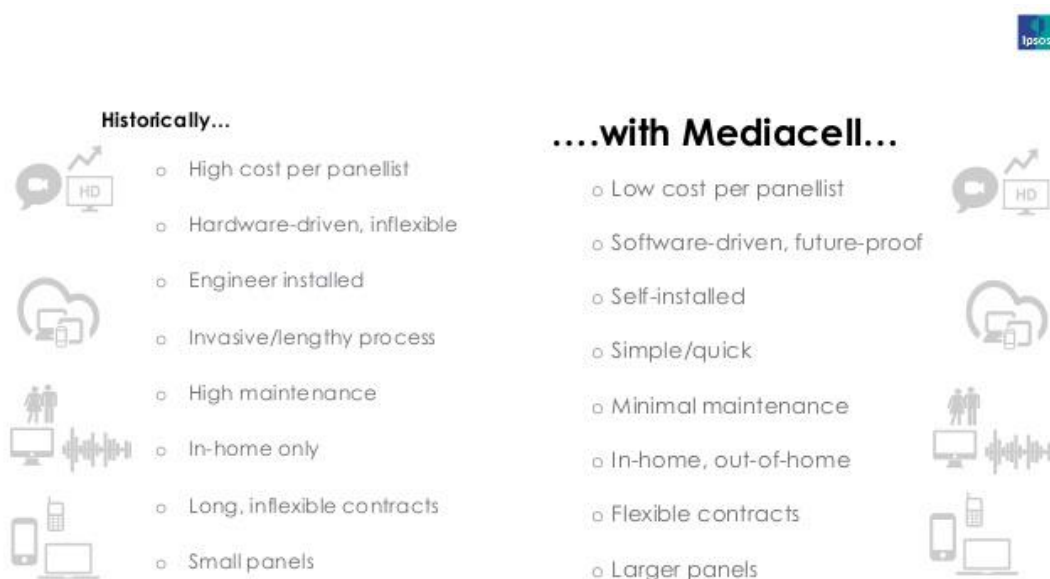 Ipsos
Historically...
High cost per panellist
Hardware-driven, inflexible
Engineer installed
Invasive/lengthy process
High maintenance
In-home only
Long, inflexible contracts
Small panels
HD
....with Mediacell...
Low cost per panellist
Software-driven, future-proof
Self-installed
Simple/quick
Minimal maintenance
In-home, out-of-home
Flexible contracts
Larger panels
HD